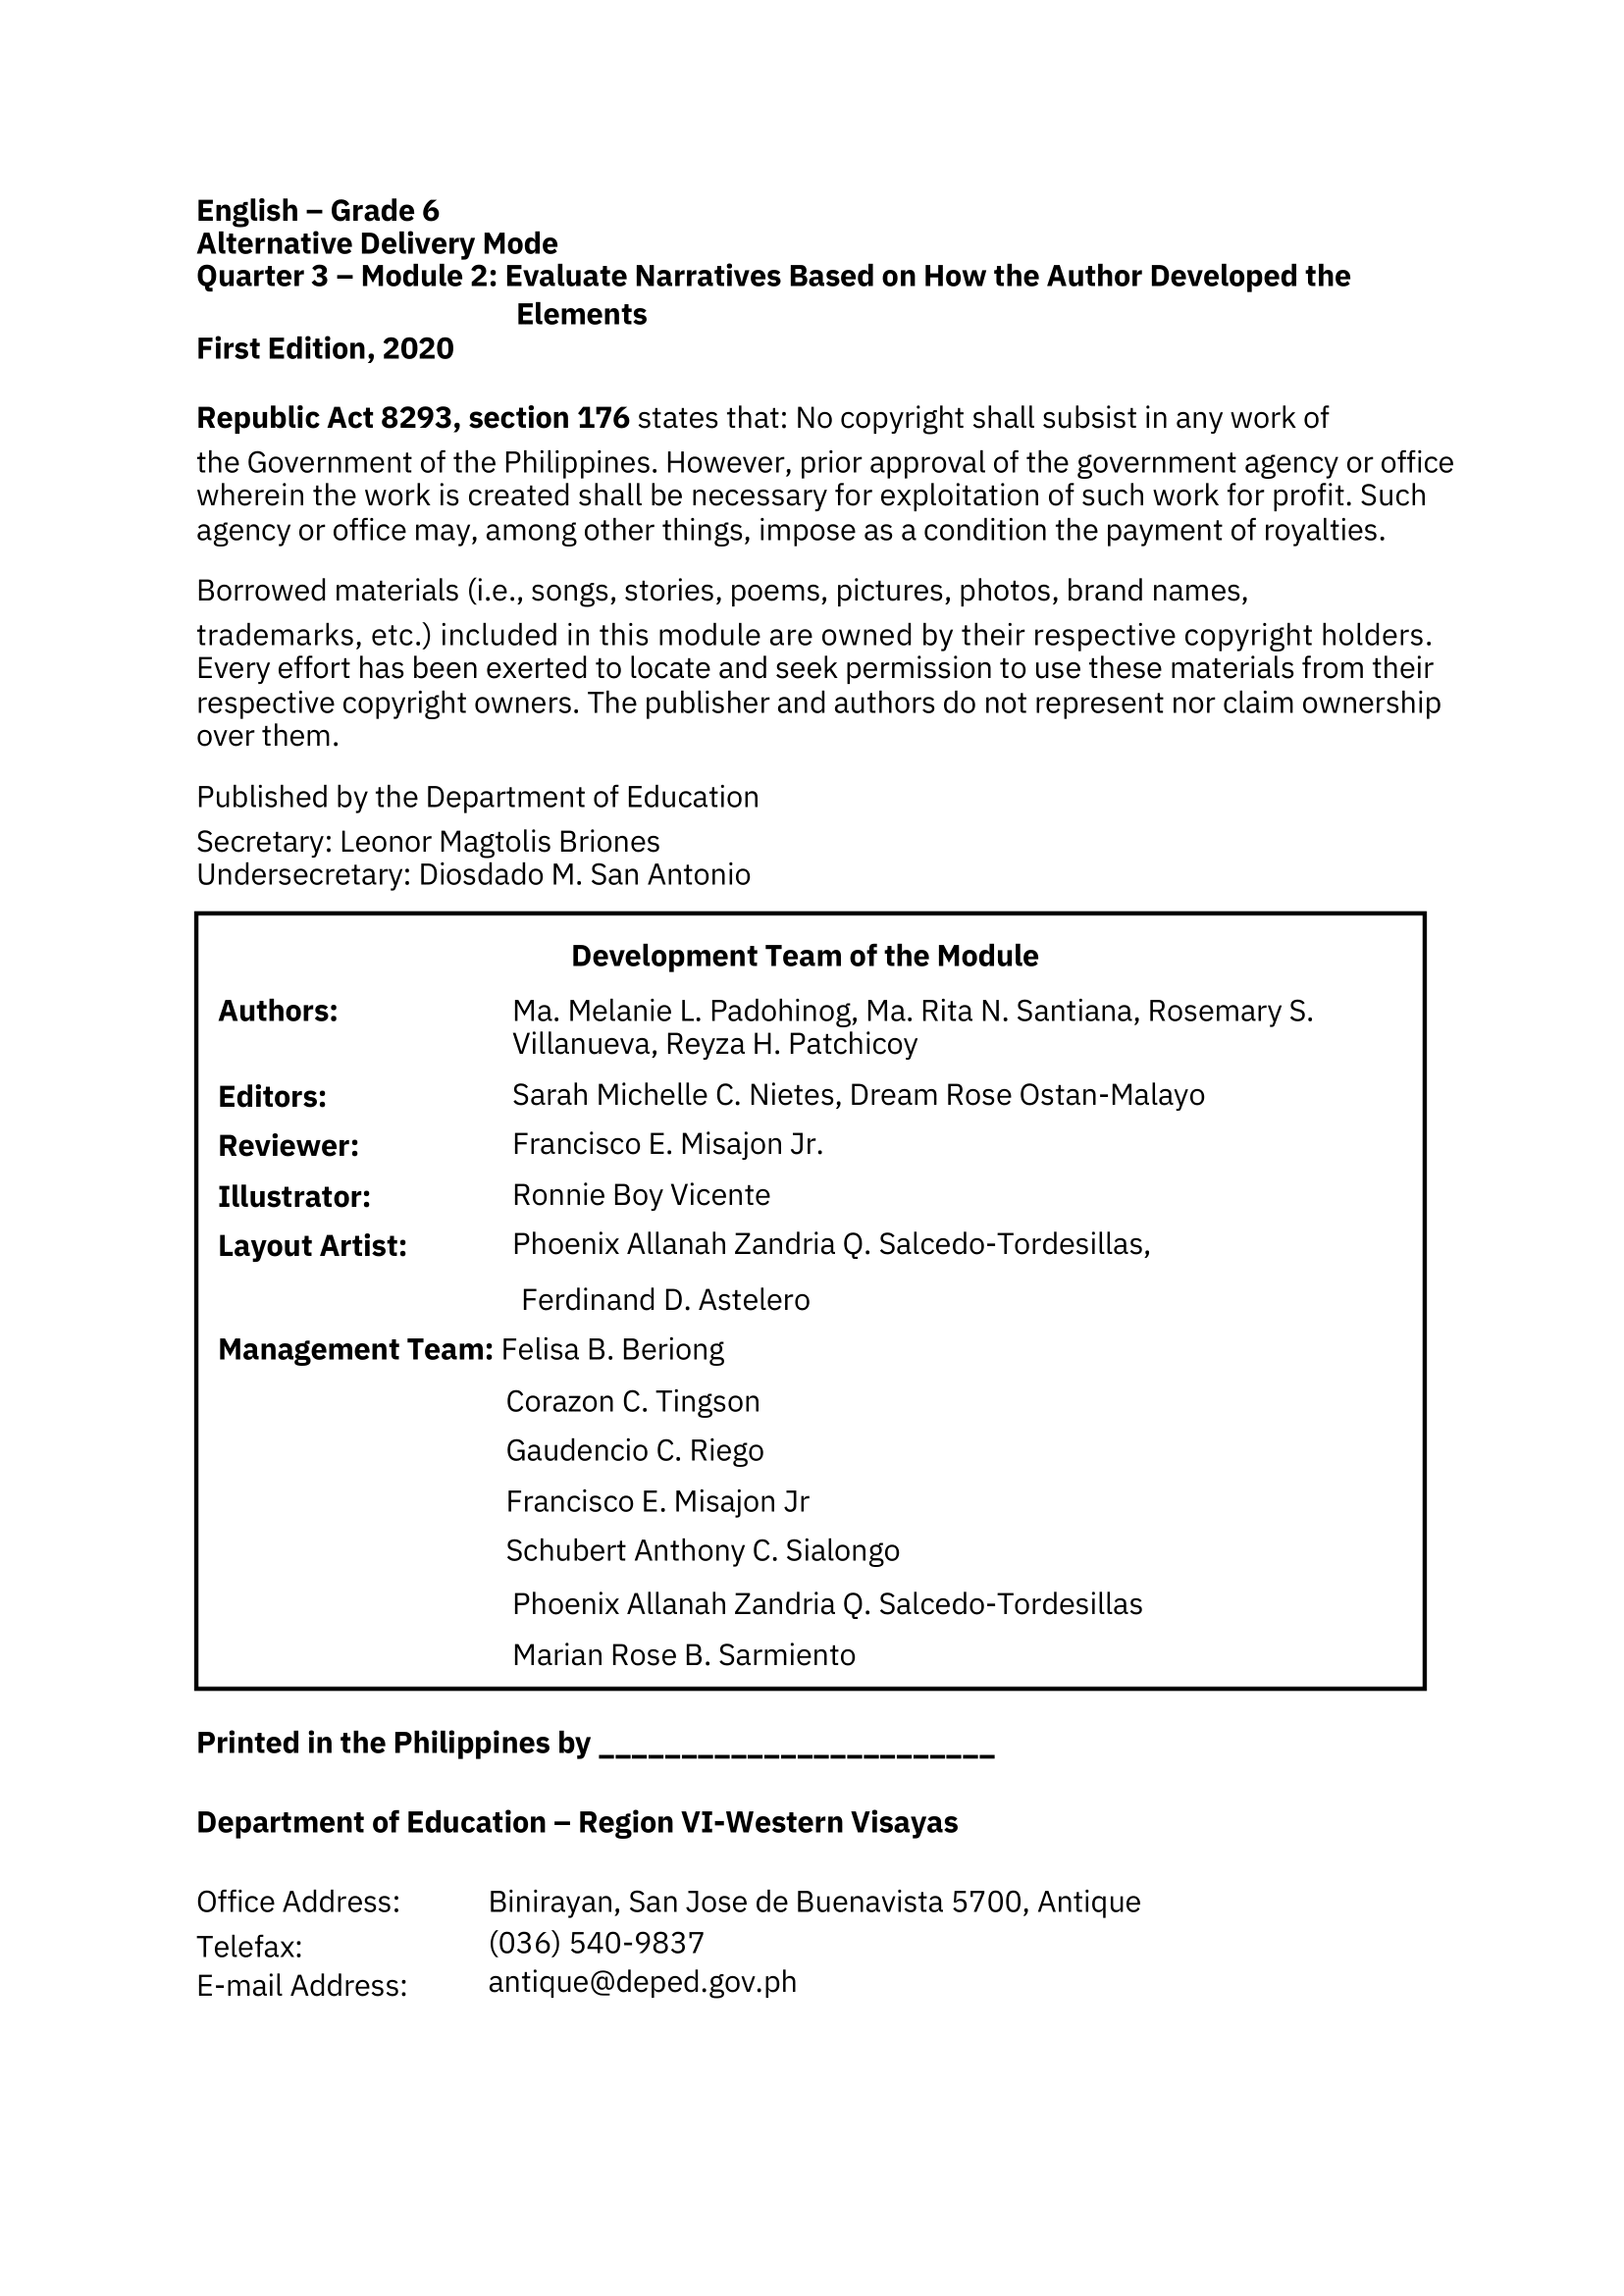 English – Grade 6
Alternative Delivery Mode
Quarter 3 – Module 2: Evaluate Narratives Based on How the Author Developed the
Elements
First Edition, 2020
Republic Act 8293, section 176 states that: No copyright shall subsist in any work of
the Government of the Philippines. However, prior approval of the government agency or office
wherein the work is created shall be necessary for exploitation of such work for profit. Such
agency or office may, among other things, impose as a condition the payment of royalties.
Borrowed materials (i.e., songs, stories, poems, pictures, photos, brand names,
trademarks, etc.) included in this module are owned by their respective copyright holders.
Every effort has been exerted to locate and seek permission to use these materials from their
respective copyright owners. The publisher and authors do not represent nor claim ownership
over them.
Published by the Department of Education
Secretary: Leonor Magtolis Briones
Undersecretary: Diosdado M. San Antonio
Development Team of the Module
Authors: Ma. Melanie L. Padohinog, Ma. Rita N. Santiana, Rosemary S.
Villanueva, Reyza H. Patchicoy
Editors: Sarah Michelle C. Nietes, Dream Rose Ostan-Malayo
Reviewer: Francisco E. Misajon Jr.
Illustrator: Ronnie Boy Vicente
Layout Artist: Phoenix Allanah Zandria Q. Salcedo-Tordesillas,
Ferdinand D. Astelero
Management Team: Felisa B. Beriong
Corazon C. Tingson
Gaudencio C. Riego
Francisco E. Misajon Jr
Schubert Anthony C. Sialongo
Phoenix Allanah Zandria Q. Salcedo-Tordesillas
Marian Rose B. Sarmiento
Printed in the Philippines by ________________________
Department of Education – Region VI-Western Visayas
Office Address: Binirayan, San Jose de Buenavista 5700, Antique
Telefax: (036) 540-9837
E-mail Address: antique@deped.gov.ph